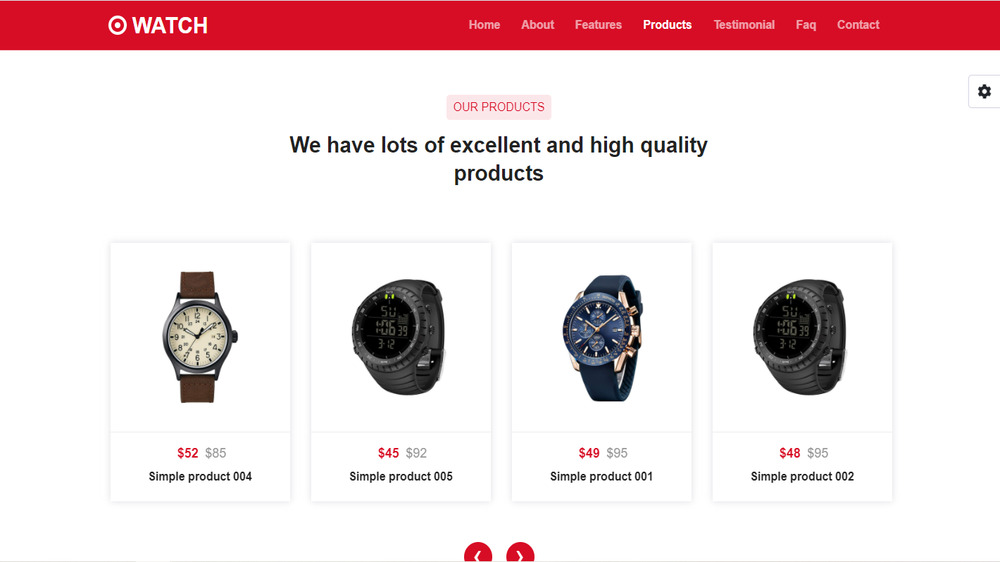 WATCH
Home About Features Products Testimonial Faq Contact
OUR PRODUCTS
We have lots of excellent and high quality
products
$52 $85
Simple product 004
$45 $92
Simple product 005
$49 $95
Simple product 001
$48 $95
Simple product 002